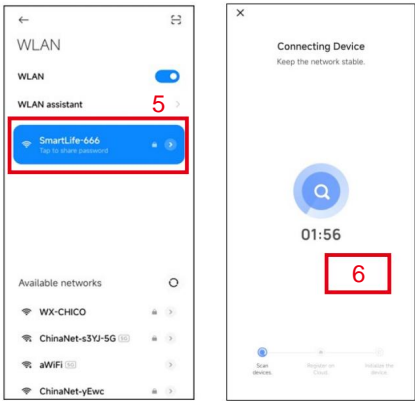 WLAN
WLAN
WLAN assistant
5
SmartLife-666
Tap to share password
Available networks
WX-CHICO
ChinaNet-s3YJ-5G 5G
aWiFi 5G
ChinaNet-yEwc
Connecting Device
Keep the network stable.
01:56
6
Scan
devices.
Register on
Cloud.
Initialize the
device.